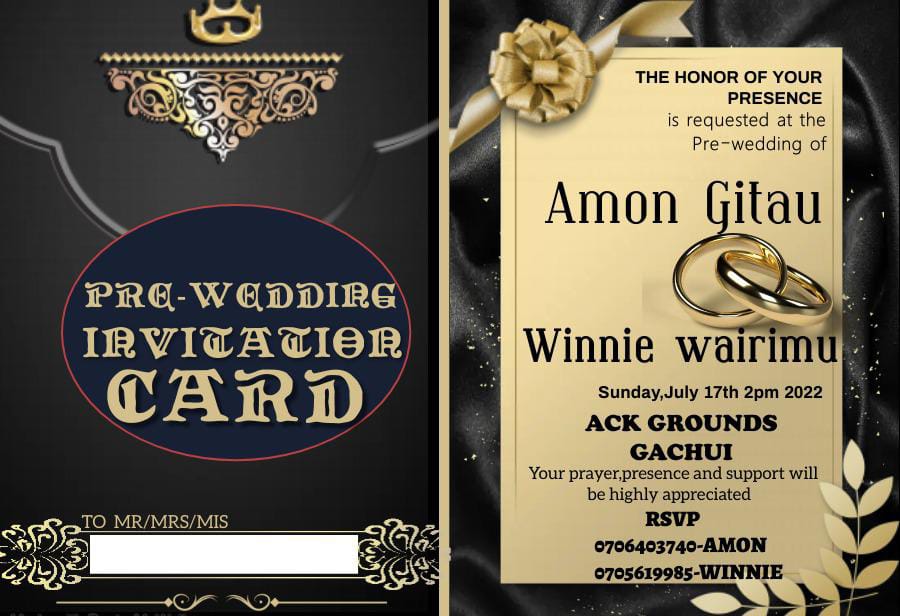 PRE-WEDDING
INVITATION
CARD
TO MR/MRS/MIS
THE HONOR OF YOUR
PRESENCE
is requested at the
Pre-wedding of
Amon Gitau
Winnie wairimu
Sunday,July 17th 2pm 2022
ACK GROUNDS
GACHUI
Your prayer,presence and support will
be highly appreciated
RSVP
0706403740-AMON
0705619985-WINNIE